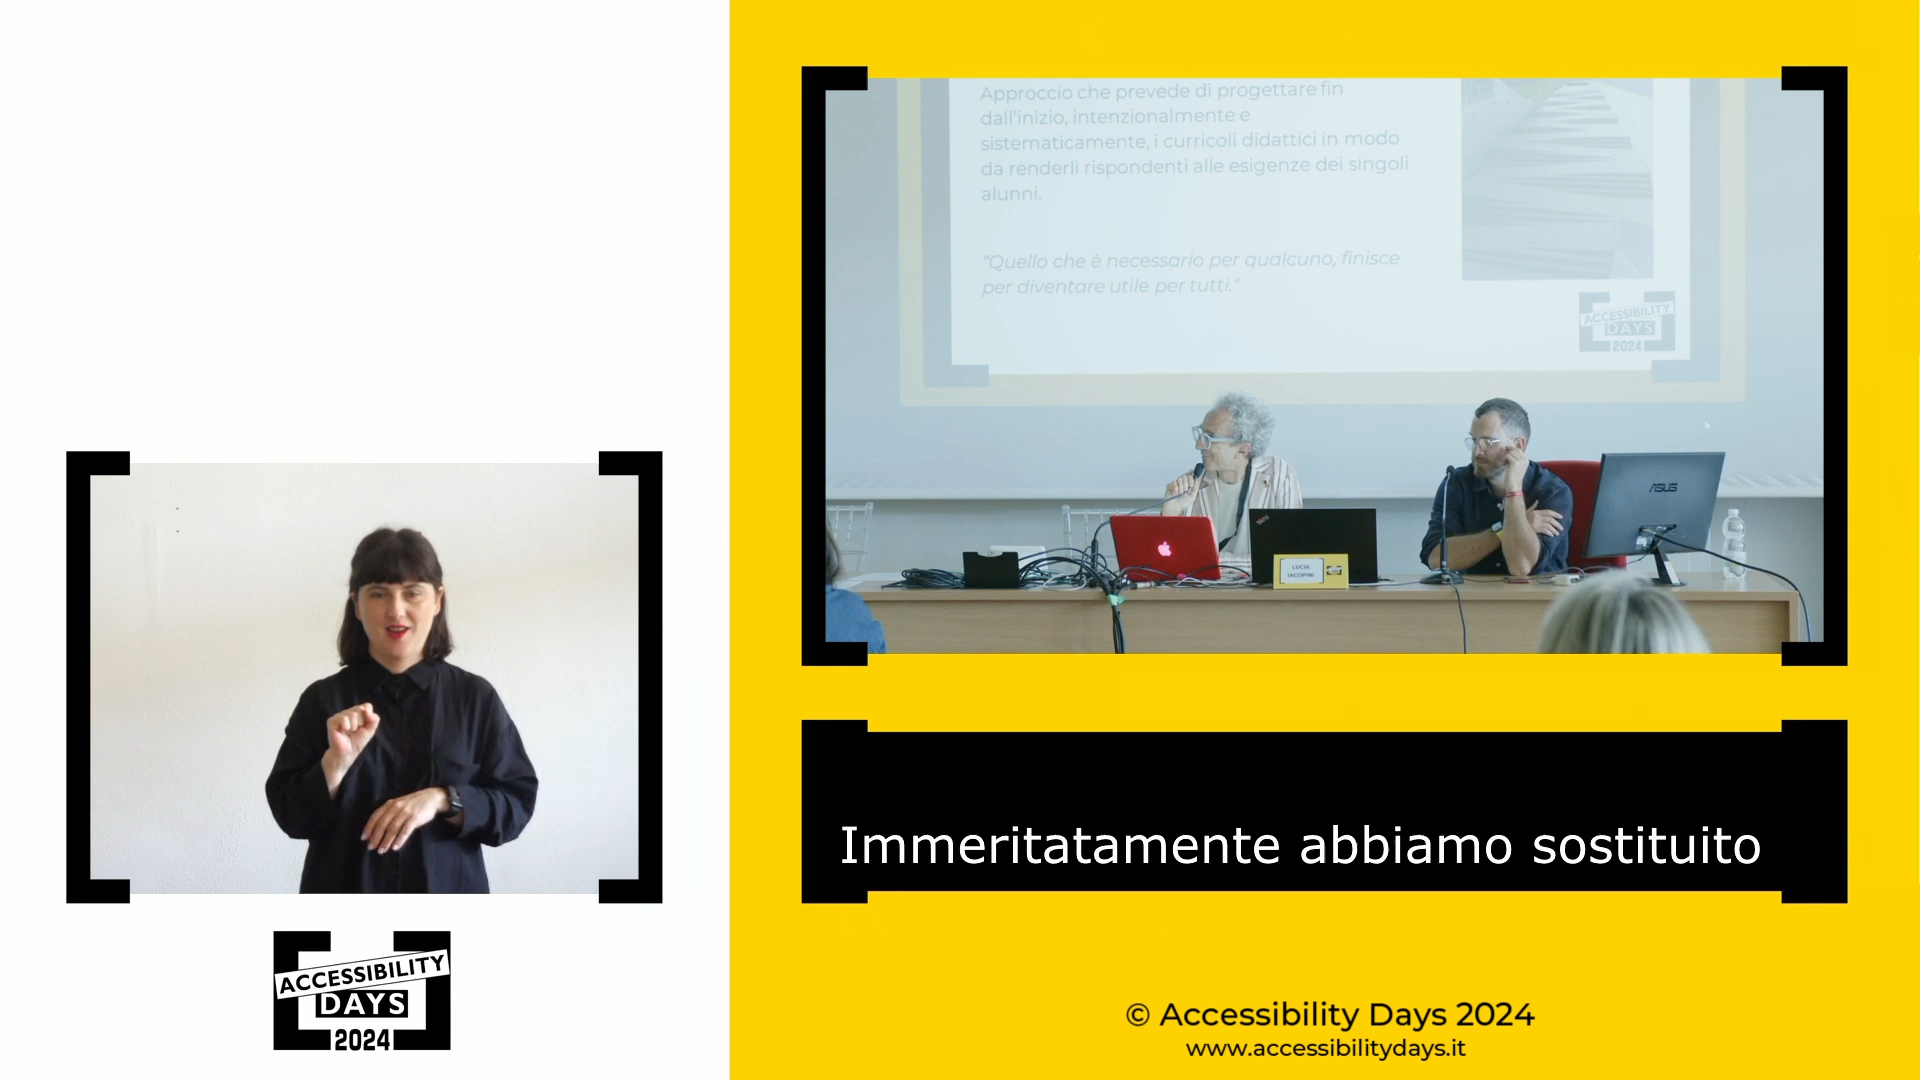 Approccio che prevede di progettare fin
dall'inizio, intenzionalmente e
sistematicamente, i curricoli didattici in modo
da renderli rispondenti alle esigenze dei singoli
alunni.
“Quello che è necessario per qualcuno, finisce
per diventare utile per tutti.“
ACCESSIBILITY
DAYS
2024
ASUS
LUCIA
IACOPINI
Immeritatamente abbiamo sostituito
ACCESSIBILITY
DAYS
2024
© Accessibility Days 2024
www.accessibilitydays.it